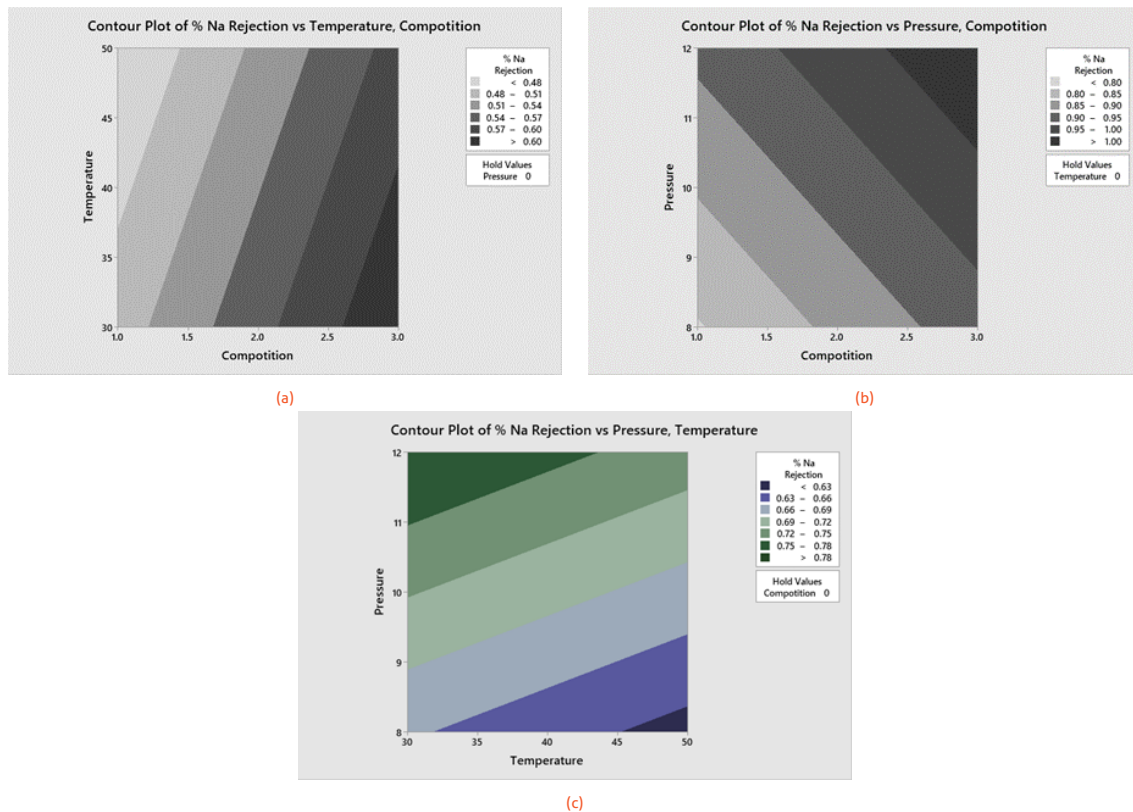 Contour Plot of % Na Rejection vs Temperature, Compotition
% Na
Rejection
< 0.48
0.48 – 0.51
0.51 – 0.54
0.54 – 0.57
0.57 – 0.60
> 0.60
Hold Values
Pressure 0
50
45
40
35
30
Temperature
1.0 1.5 2.0 2.5 3.0
Compotition
(a)
Contour Plot of % Na Rejection vs Pressure, Compotition
% Na
Rejection
< 0.80
0.80 – 0.85
0.85 – 0.90
0.90 – 0.95
0.95 – 1.00
> 1.00
Hold Values
Temperature 0
12
11
10
9
8
Pressure
1.0 1.5 2.0 2.5 3.0
Compotition
(b)
Contour Plot of % Na Rejection vs Pressure, Temperature
% Na
Rejection
< 0.63
0.63 – 0.66
0.66 – 0.69
0.69 – 0.72
0.72 – 0.75
0.75 – 0.78
> 0.78
Hold Values
Compotition 0
12
11
10
9
8
Pressure
30 35 40 45 50
Temperature
(c)